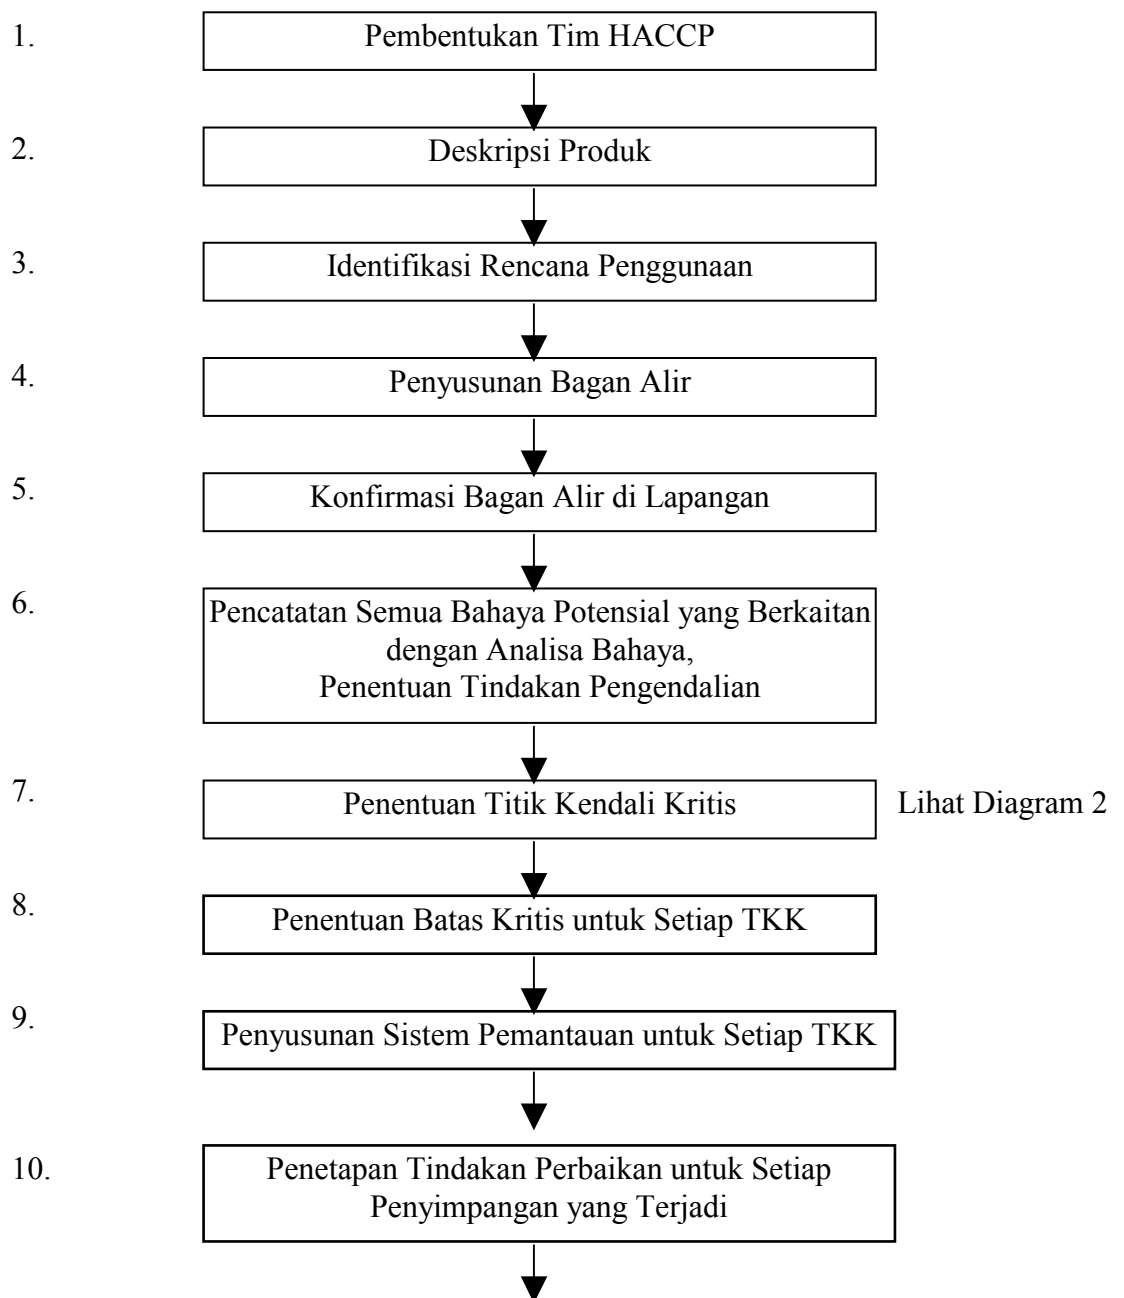 1.
Pembentukan Tim HACCP
2.
Deskripsi Produk
3.
Identifikasi Rencana Penggunaan
4.
Penyusunan Bagan Alir
5.
Konfirmasi Bagan Alir di Lapangan
6.
Pencatatan Semua Bahaya Potensial yang Berkaitan
dengan Analisa Bahaya,
Penentuan Tindakan Pengendalian
7.
Penentuan Titik Kendali Kritis
Lihat Diagram 2
8.
Penentuan Batas Kritis untuk Setiap TKK
9.
Penyusunan Sistem Pemantauan untuk Setiap TKK
10.
Penetapan Tindakan Perbaikan untuk Setiap
Penyimpangan yang Terjadi